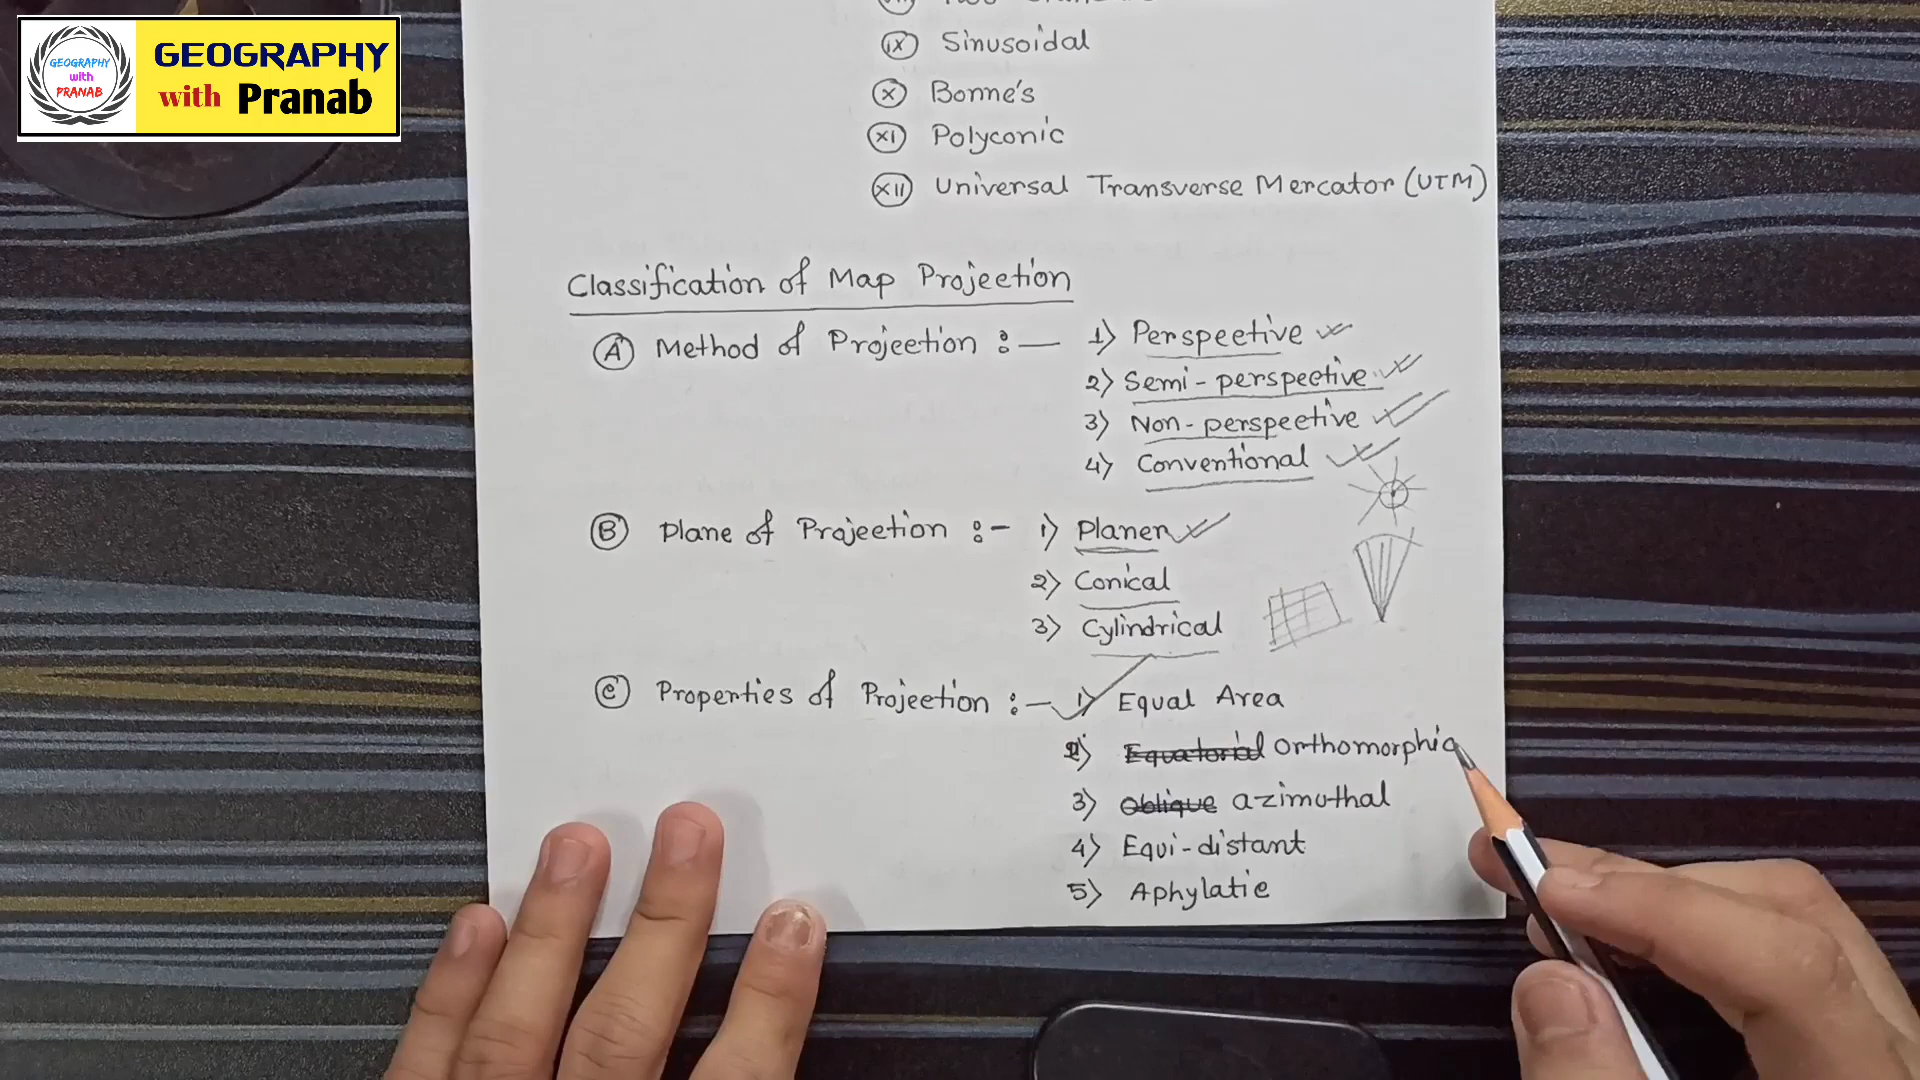 GEOGRAPHY
with
PRANAB
GEOGRAPHY
with Pranab
IX Sinusoidal
X Bonne's
XI Polyconic
XII Universal Transverse Mercator (UTM)
Classification of Map Projection
A Method of Projection :— 1) Perspective
2) Semi-perspective
3) Non-perspective
4) Conventional
B Plane of Projection :- 1) Planer
2) Conical
3) Cylindrical
C Properties of Projection :— 1) Equal Area
2) Equatorial Orthomorphic
3) Oblique azimuthal
4) Equi-distant
5) Aphylatic